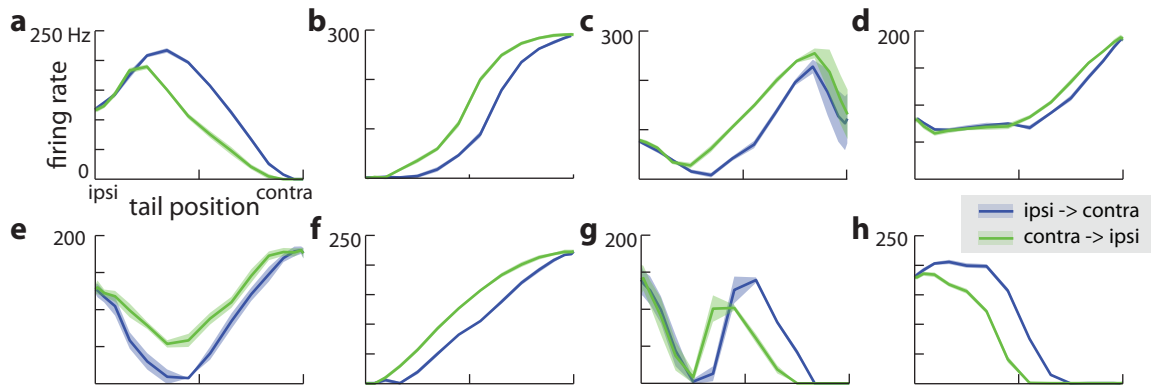 a b c d
250 Hz 300 300 200
firing rate
0
ipsi contra
tail position
ipsi -> contra
contra -> ipsi
e f g h
200 250 200 250